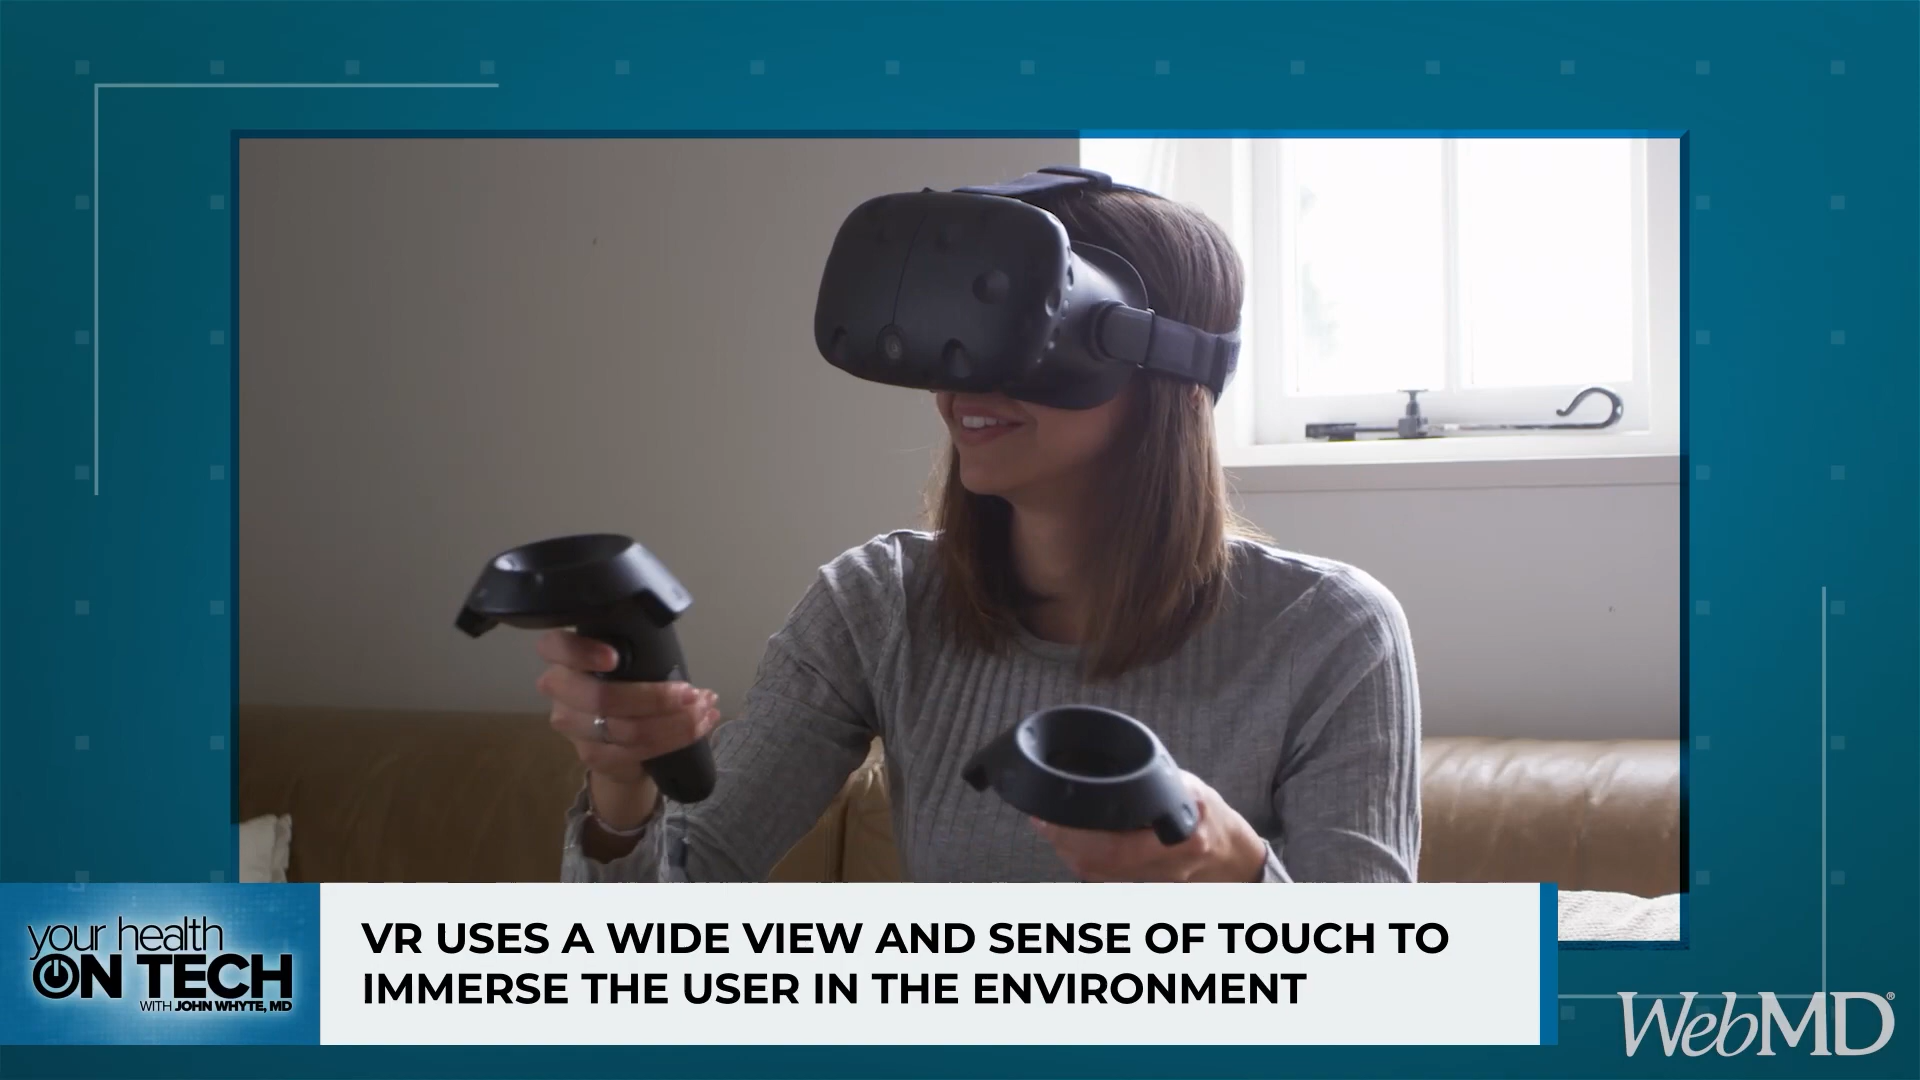 your health
ON TECH
WITH JOHN WHYTE, MD
VR USES A WIDE VIEW AND SENSE OF TOUCH TO
IMMERSE THE USER IN THE ENVIRONMENT
WebMD®